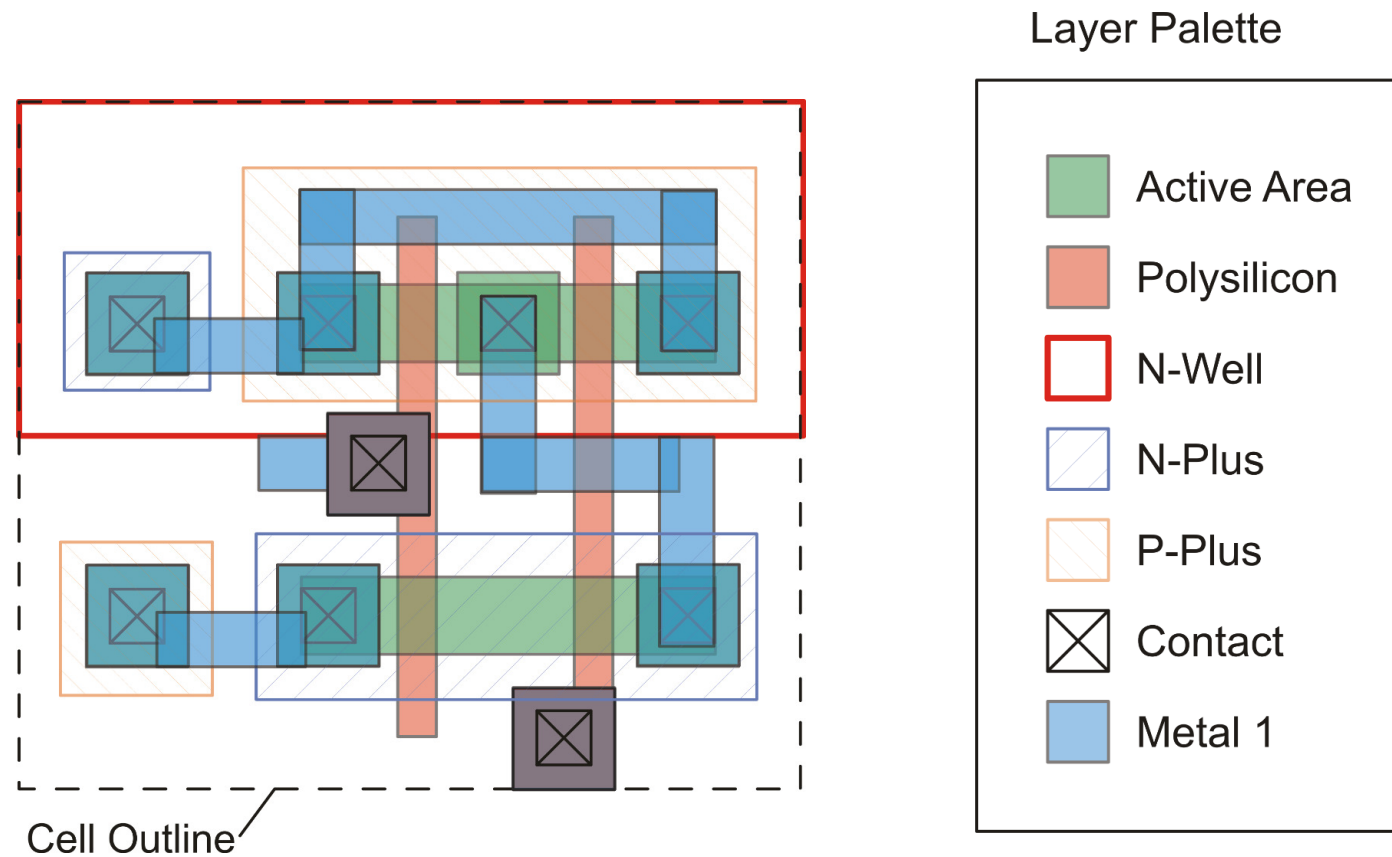 Layer Palette
Active Area
Polysilicon
N-Well
N-Plus
P-Plus
Contact
Metal 1
Cell Outline